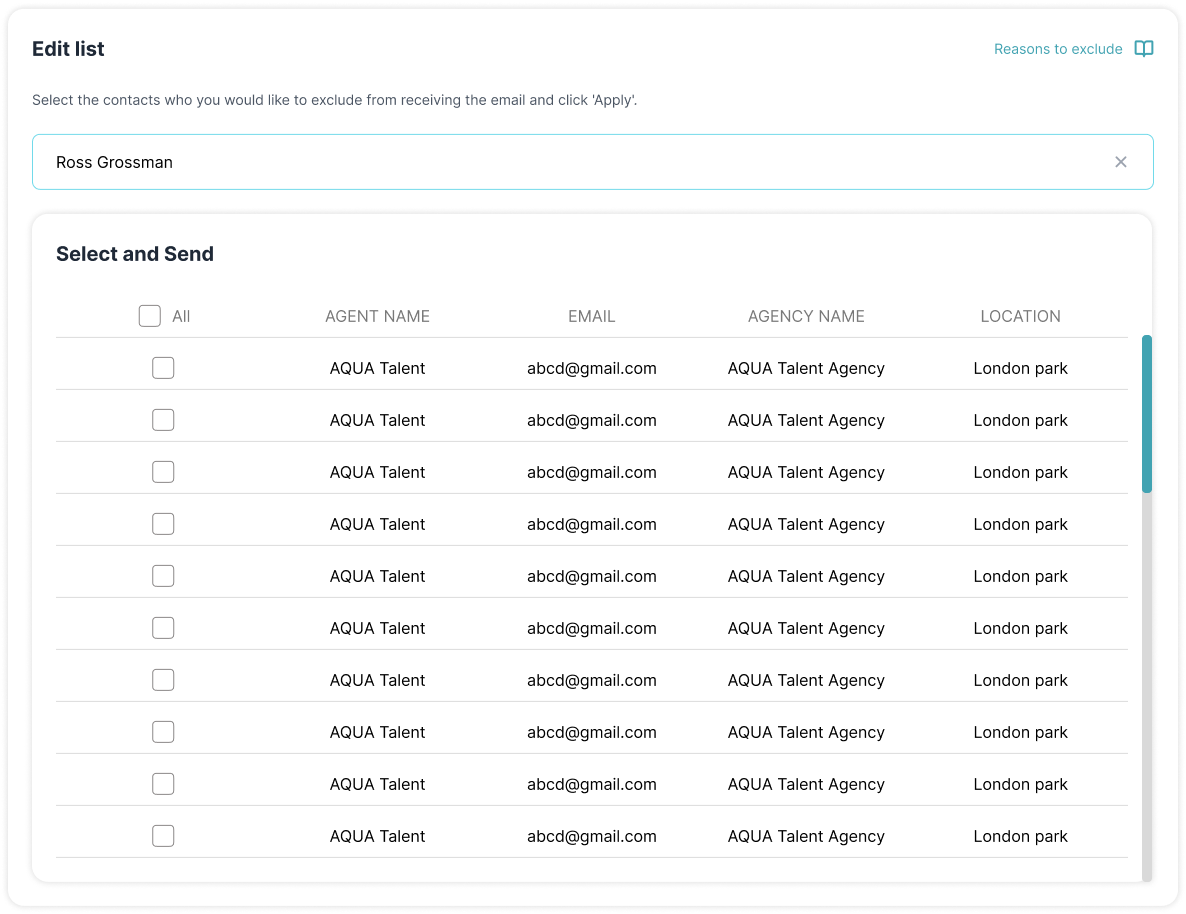 Edit list
Reasons to exclude
Select the contacts who you would like to exclude from receiving the email and click 'Apply'.
Ross Grossman
Select and Send
All AGENT NAME EMAIL AGENCY NAME LOCATION
AQUA Talent abcd@gmail.com AQUA Talent Agency London park
AQUA Talent abcd@gmail.com AQUA Talent Agency London park
AQUA Talent abcd@gmail.com AQUA Talent Agency London park
AQUA Talent abcd@gmail.com AQUA Talent Agency London park
AQUA Talent abcd@gmail.com AQUA Talent Agency London park
AQUA Talent abcd@gmail.com AQUA Talent Agency London park
AQUA Talent abcd@gmail.com AQUA Talent Agency London park
AQUA Talent abcd@gmail.com AQUA Talent Agency London park
AQUA Talent abcd@gmail.com AQUA Talent Agency London park
AQUA Talent abcd@gmail.com AQUA Talent Agency London park